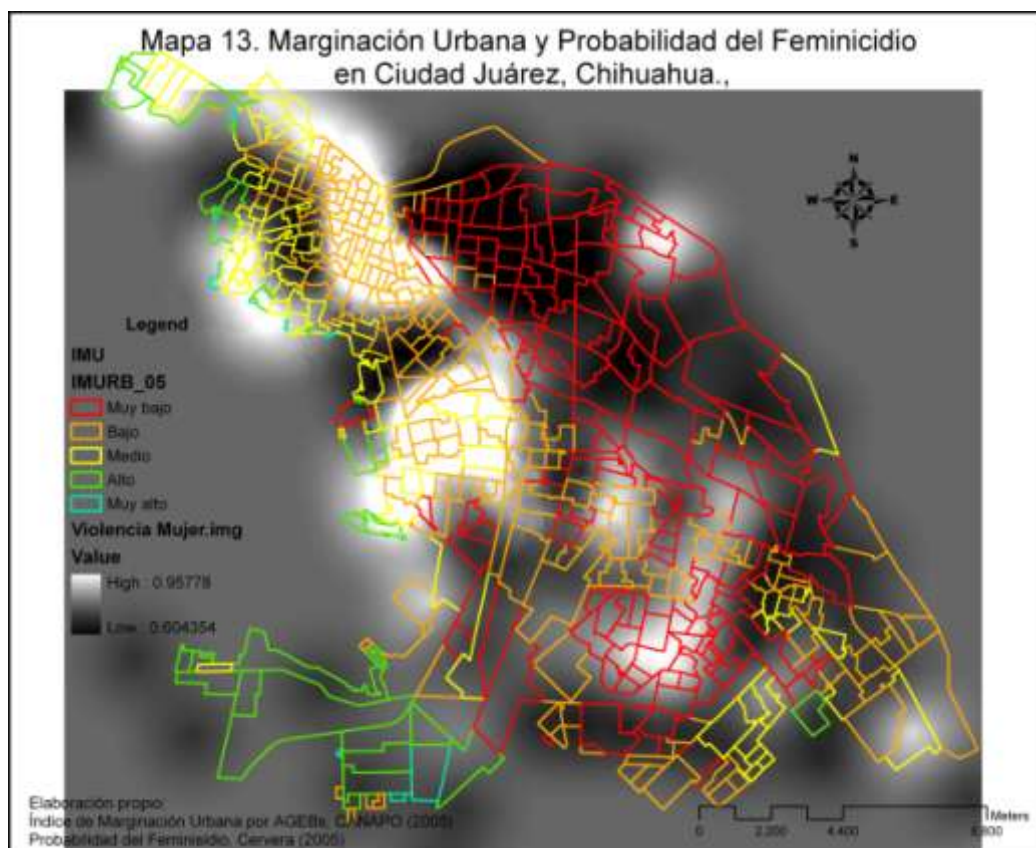 Mapa 13. Marginación Urbana y Probabilidad del Feminicidio
en Ciudad Juárez, Chihuahua.,
N
W E
S
Legend
IMU
IMURB_05
Muy bajo
Bajo
Medio
Alto
Muy alto
Violencia Mujer.img
Value
High : 0.95778
Low : 0.604354
Elaboración propio:
Índice de Marginación Urbana por AGEBs, CANAPO (2005)
Probabilidad del Feminisidio, Cervera (2005)
Meters
0 2,200 4,400 8,800